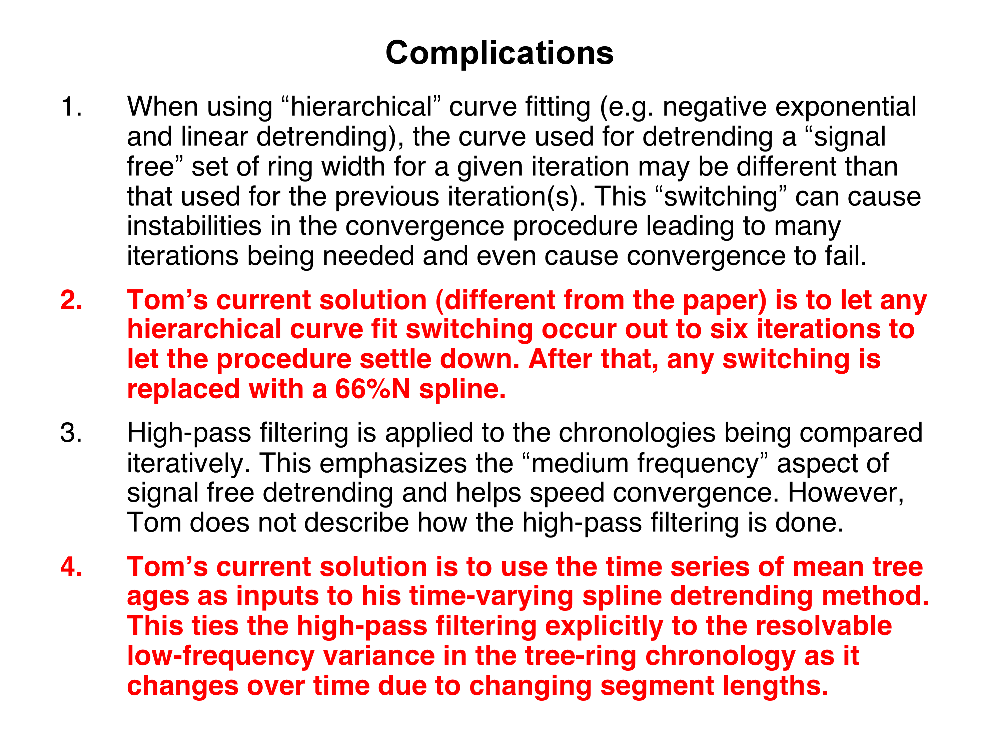 Complications
1. When using “hierarchical” curve fitting (e.g. negative exponential
and linear detrending), the curve used for detrending a “signal
free” set of ring width for a given iteration may be different than
that used for the previous iteration(s). This “switching” can cause
instabilities in the convergence procedure leading to many
iterations being needed and even cause convergence to fail.
2. Tom’s current solution (different from the paper) is to let any
hierarchical curve fit switching occur out to six iterations to
let the procedure settle down. After that, any switching is
replaced with a 66%N spline.
3. High-pass filtering is applied to the chronologies being compared
iteratively. This emphasizes the “medium frequency” aspect of
signal free detrending and helps speed convergence. However,
Tom does not describe how the high-pass filtering is done.
4. Tom’s current solution is to use the time series of mean tree
ages as inputs to his time-varying spline detrending method.
This ties the high-pass filtering explicitly to the resolvable
low-frequency variance in the tree-ring chronology as it
changes over time due to changing segment lengths.